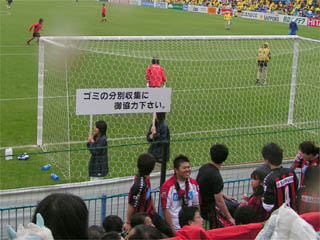 ゴミの分別収集に
御協力下さい。